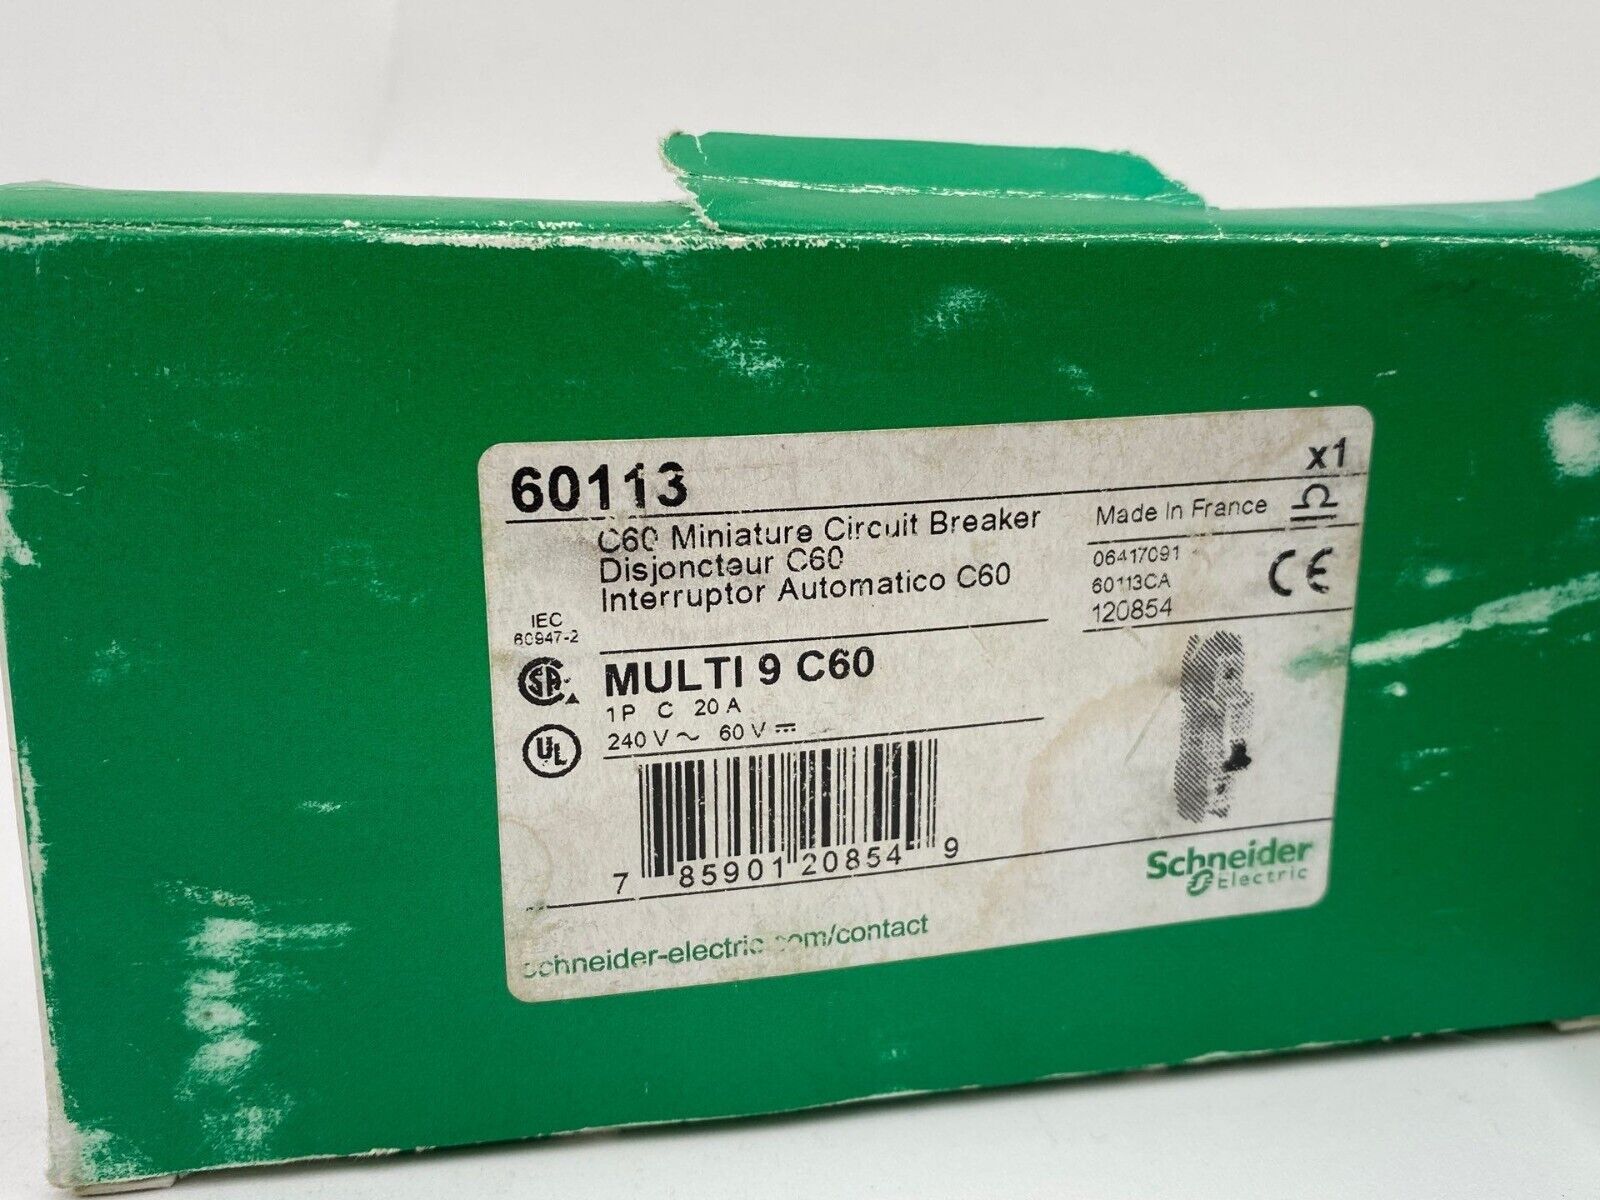 60113
x1
C60 Miniature Circuit Breaker
Disjoncteur C60
Interruptor Automatico C60
Made In France
06417091
60113CA
120854
CE
IEC
60947-2
SA
UL
MULTI 9 C60
1P C 20 A
240 V ~ 60 V ⎓
7 85901 20854 9
Schneider
Electric
schneider-electric.com/contact